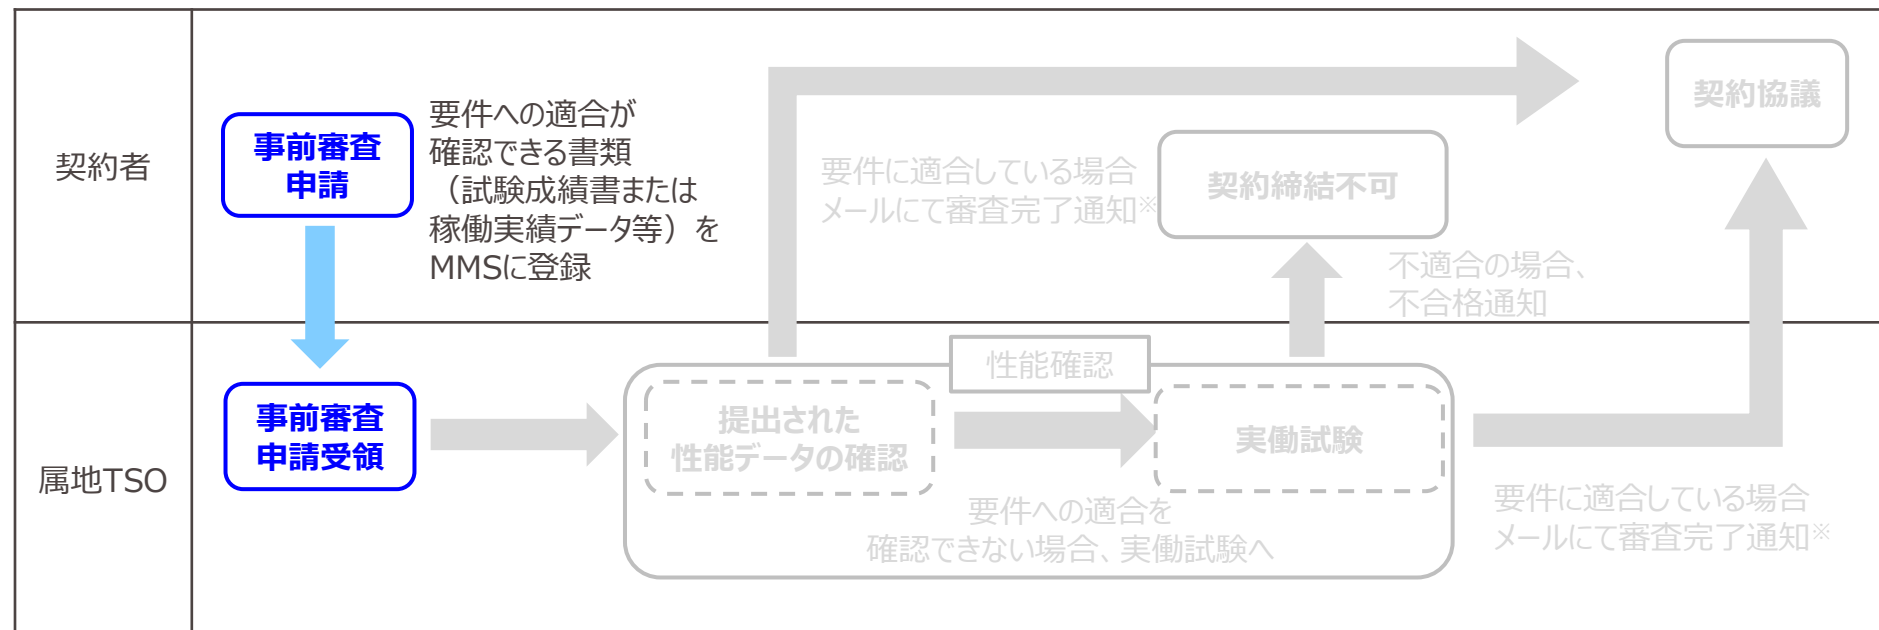 契約者
事前審査
申請
要件への適合が
確認できる書類
（試験成績書または
稼働実績データ等）を
MMSに登録
要件に適合している場合
メールにて審査完了通知※
契約締結不可
契約協議
不適合の場合、
不合格通知
属地TSO
事前審査
申請受領
性能確認
提出された
性能データの確認
実働試験
要件への適合を
確認できない場合、実働試験へ
要件に適合している場合
メールにて審査完了通知※